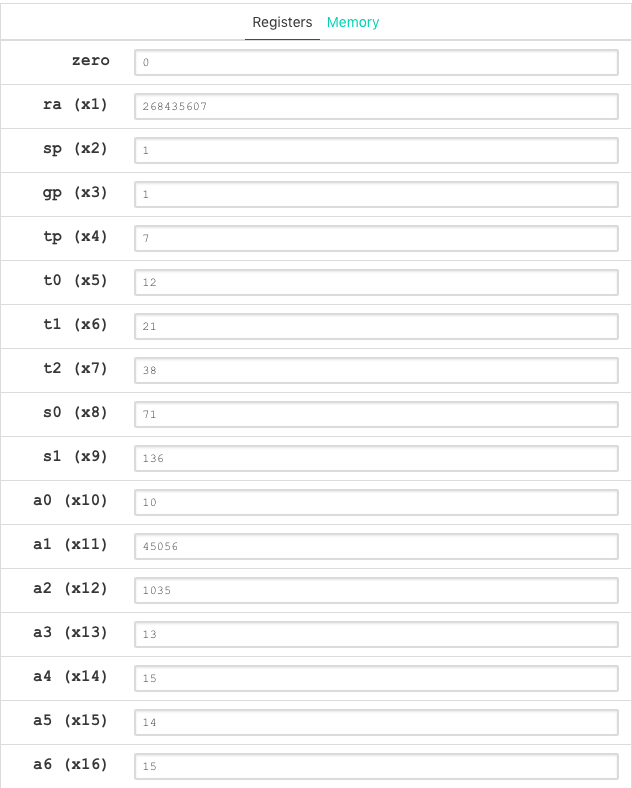 Registers Memory
zero 0
ra (x1) 268435607
sp (x2) 1
gp (x3) 1
tp (x4) 7
t0 (x5) 12
t1 (x6) 21
t2 (x7) 38
s0 (x8) 71
s1 (x9) 136
a0 (x10) 10
a1 (x11) 45056
a2 (x12) 1035
a3 (x13) 13
a4 (x14) 15
a5 (x15) 14
a6 (x16) 15